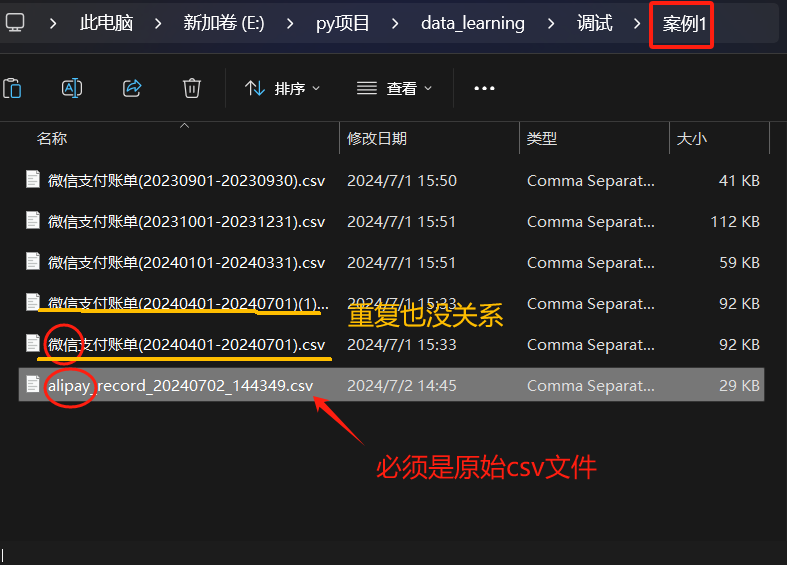 此电脑 > 新加卷 (E:) > py项目 > data_learning > 调试 > 案例1
排序 查看
名称 修改日期 类型 大小
微信支付账单(20230901-20230930).csv 2024/7/1 15:50 Comma Separat... 41 KB
微信支付账单(20231001-20231231).csv 2024/7/1 15:51 Comma Separat... 112 KB
微信支付账单(20240101-20240331).csv 2024/7/1 15:51 Comma Separat... 59 KB
微信支付账单(20240401-20240701)(1)... 2024/7/1 15:33 Comma Separat... 92 KB
重复也没关系
微信支付账单(20240401-20240701).csv 2024/7/1 15:33 Comma Separat... 92 KB
alipay_record_20240702_144349.csv 2024/7/2 14:45 Comma Separat... 29 KB
必须是原始csv文件